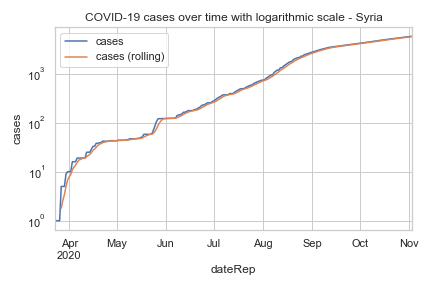 COVID-19 cases over time with logarithmic scale - Syria
cases
cases (rolling)
10³
10²
10¹
10⁰
cases
Apr May Jun Jul Aug Sep Oct Nov
2020
dateRep